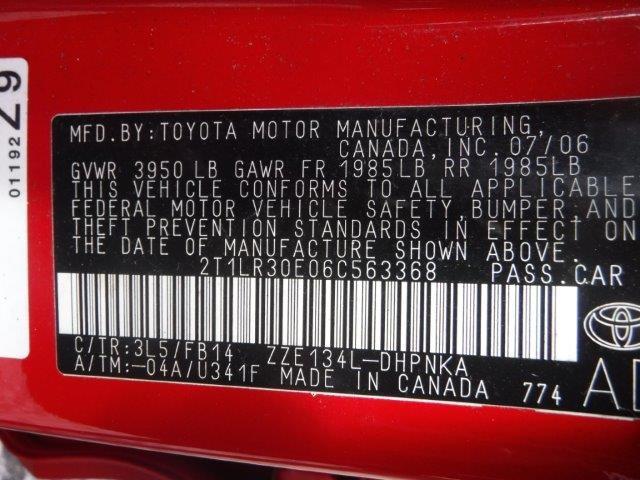 MFD.BY:TOYOTA MOTOR MANUFACTURING,
CANADA, INC. 07/06
GVWR 3950LB GAWR FR 1985LB RR 1985LB
THIS VEHICLE CONFORMS TO ALL APPLICABLE
FEDERAL MOTOR VEHICLE SAFETY, BUMPER, AND
THEFT PREVENTION STANDARDS IN EFFECT ON
THE DATE OF MANUFACTURE SHOWN ABOVE.
2T1LR30E06C563368 PASS.CAR
C/TR:3L5/FB14 ZZE134L-DHPNKA
A/TM:-04A/U341F MADE IN CANADA 774
011192